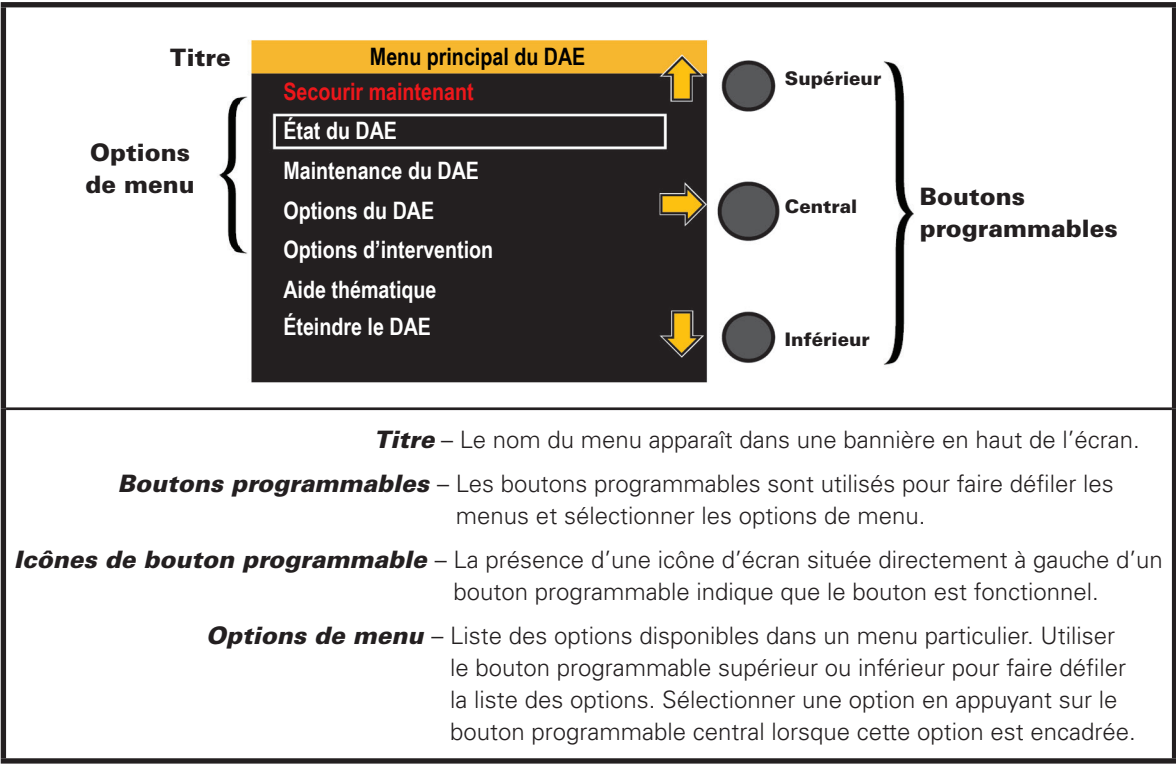 Titre
Menu principal du DAE
Secourir maintenant
État du DAE
Maintenance du DAE
Options du DAE
Options d’intervention
Aide thématique
Éteindre le DAE
Options
de menu
Supérieur
Central
Inférieur
Boutons
programmables
Titre – Le nom du menu apparaît dans une bannière en haut de l’écran.
Boutons programmables – Les boutons programmables sont utilisés pour faire défiler les
menus et sélectionner les options de menu.
Icônes de bouton programmable – La présence d’une icône d’écran située directement à gauche d’un
bouton programmable indique que le bouton est fonctionnel.
Options de menu – Liste des options disponibles dans un menu particulier. Utiliser
le bouton programmable supérieur ou inférieur pour faire défiler
la liste des options. Sélectionner une option en appuyant sur le
bouton programmable central lorsque cette option est encadrée.